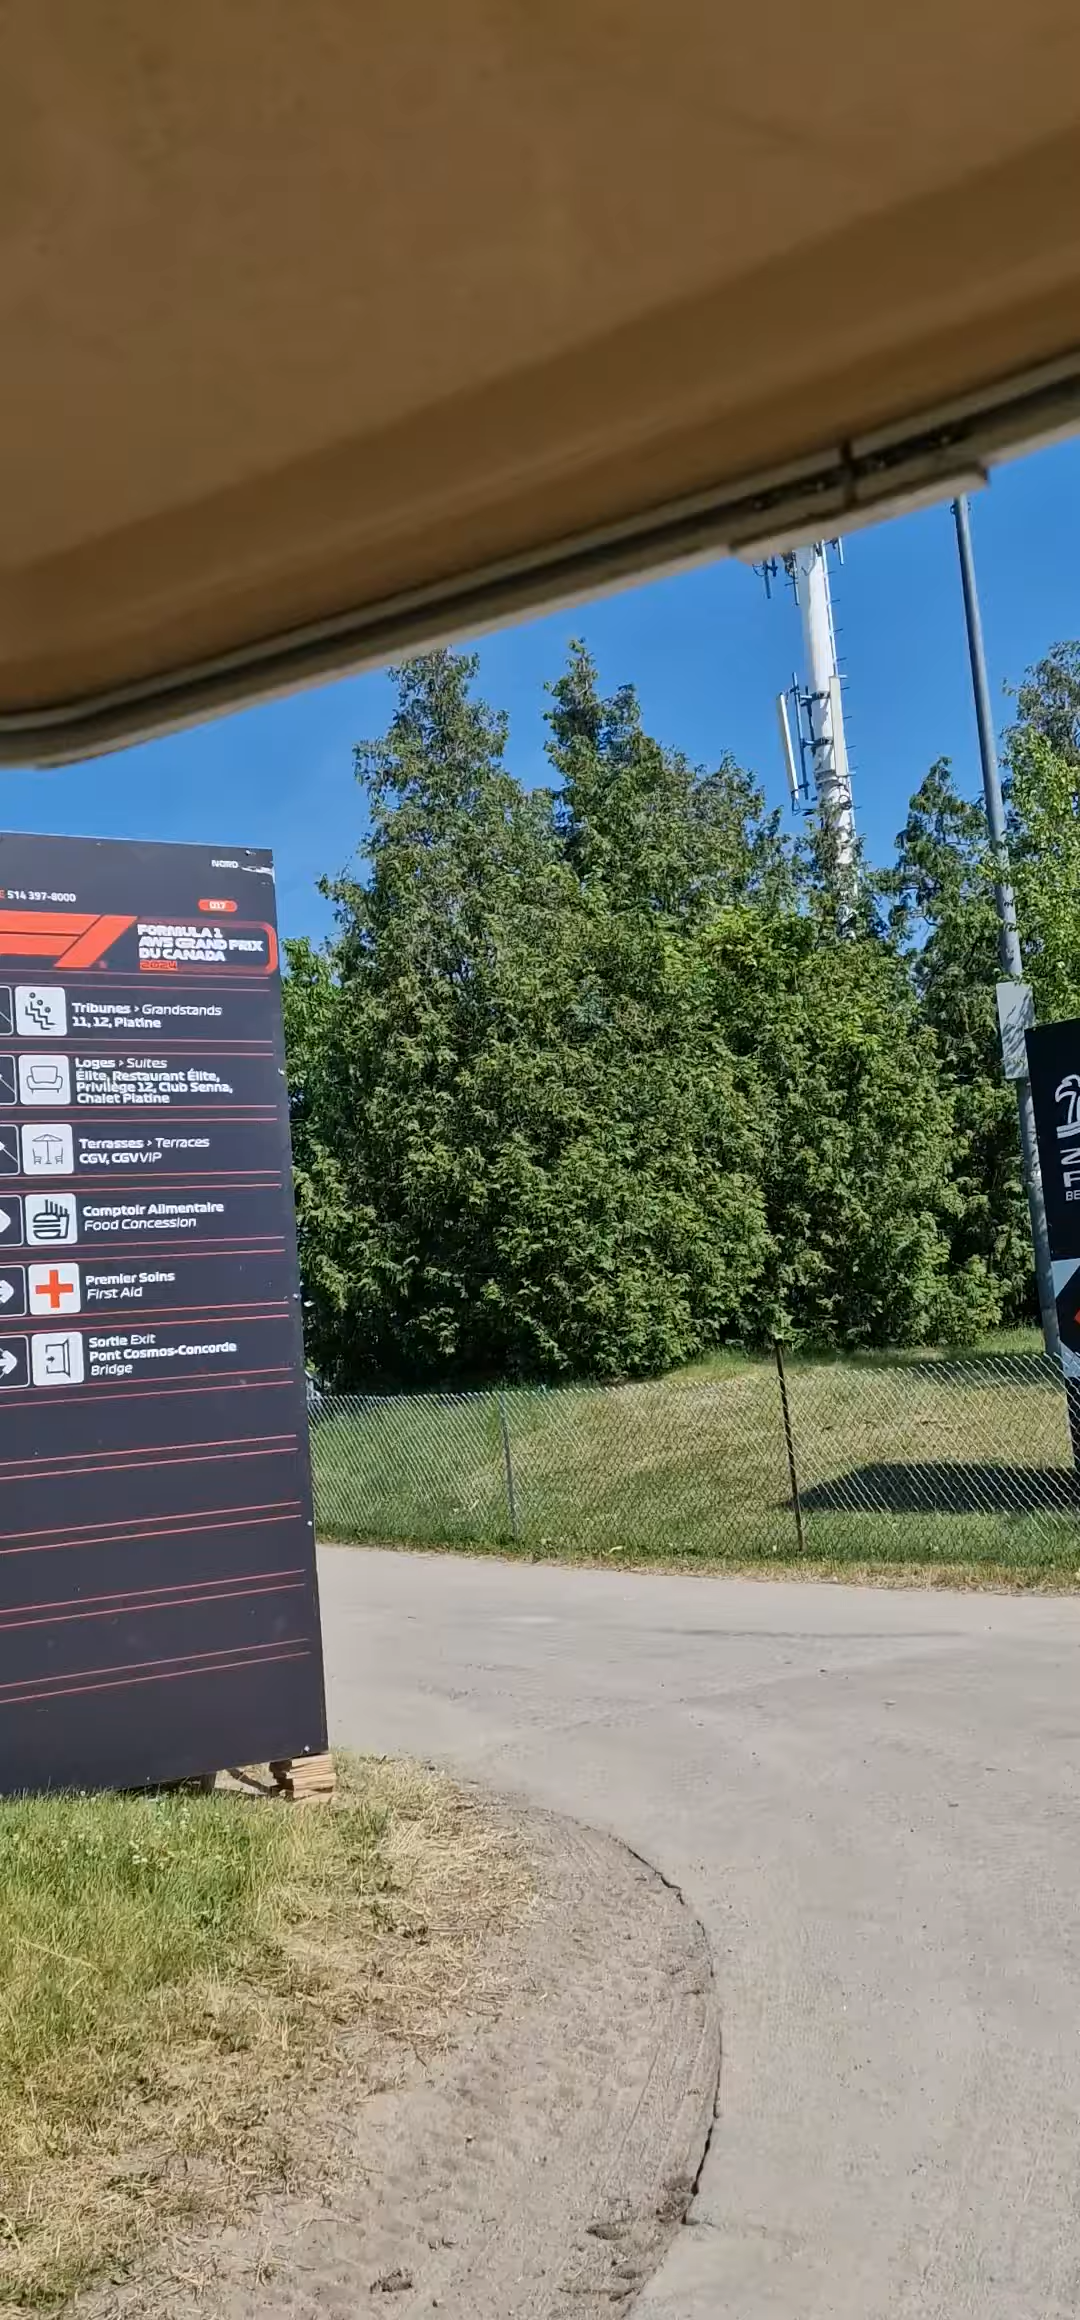 NORD
514 397-8000
017
FORMULA 1
AWS GRAND PRIX
DU CANADA
2024
Tribunes > Grandstands
11, 12, Platine
Loges > Suites
Élite, Restaurant Élite,
Privilège 12, Club Senna,
Chalet Platine
Terrasses > Terraces
CGV, CGV VIP
Comptoir Alimentaire
Food Concession
Premier Soins
First Aid
Sortie Exit
Pont Cosmos-Concorde
Bridge